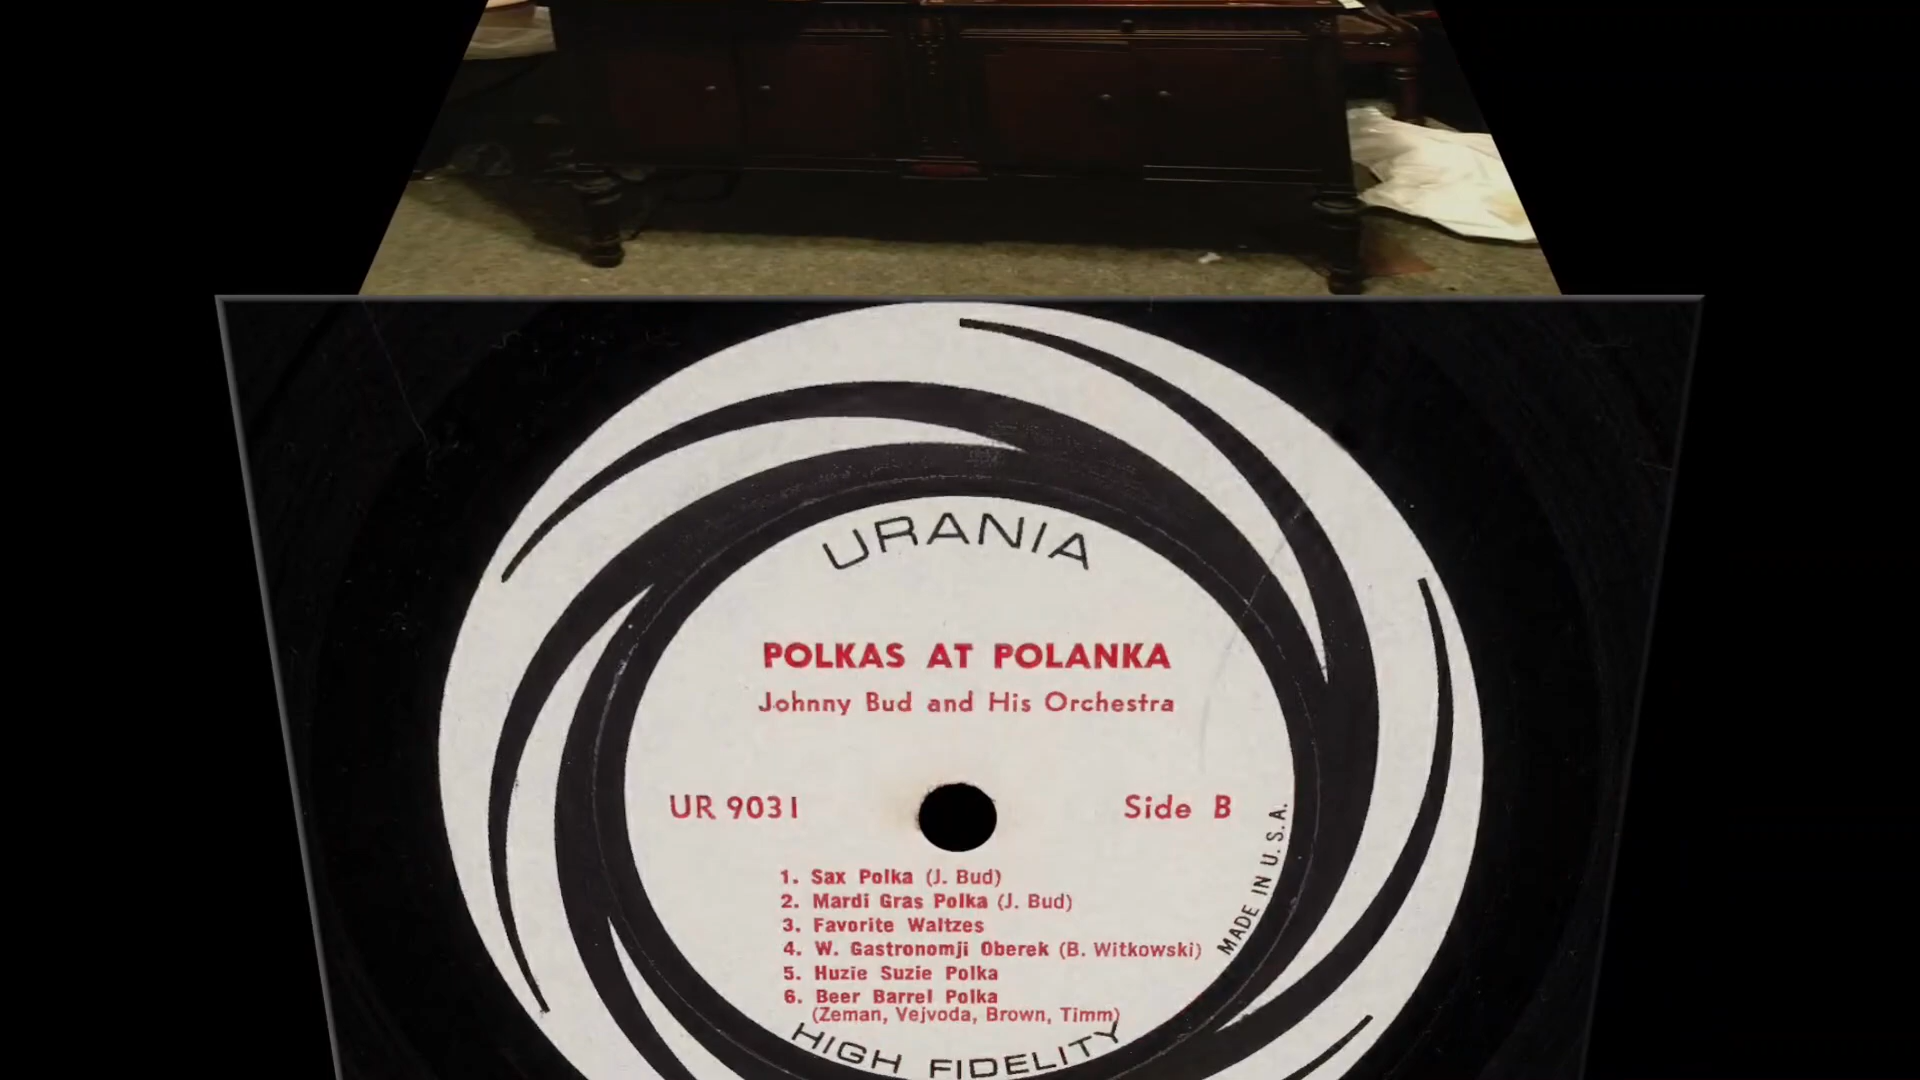 URANIA
POLKAS AT POLANKA
Johnny Bud and His Orchestra
UR 9031
Side B
MADE IN U.S.A.
1. Sax Polka (J. Bud)
2. Mardi Gras Polka (J. Bud)
3. Favorite Waltzes
4. W. Gastronomji Oberek (B. Witkowski)
5. Huzie Suzie Polka
6. Beer Barrel Polka
(Zeman, Vejvoda, Brown, Timm)
HIGH FIDELITY